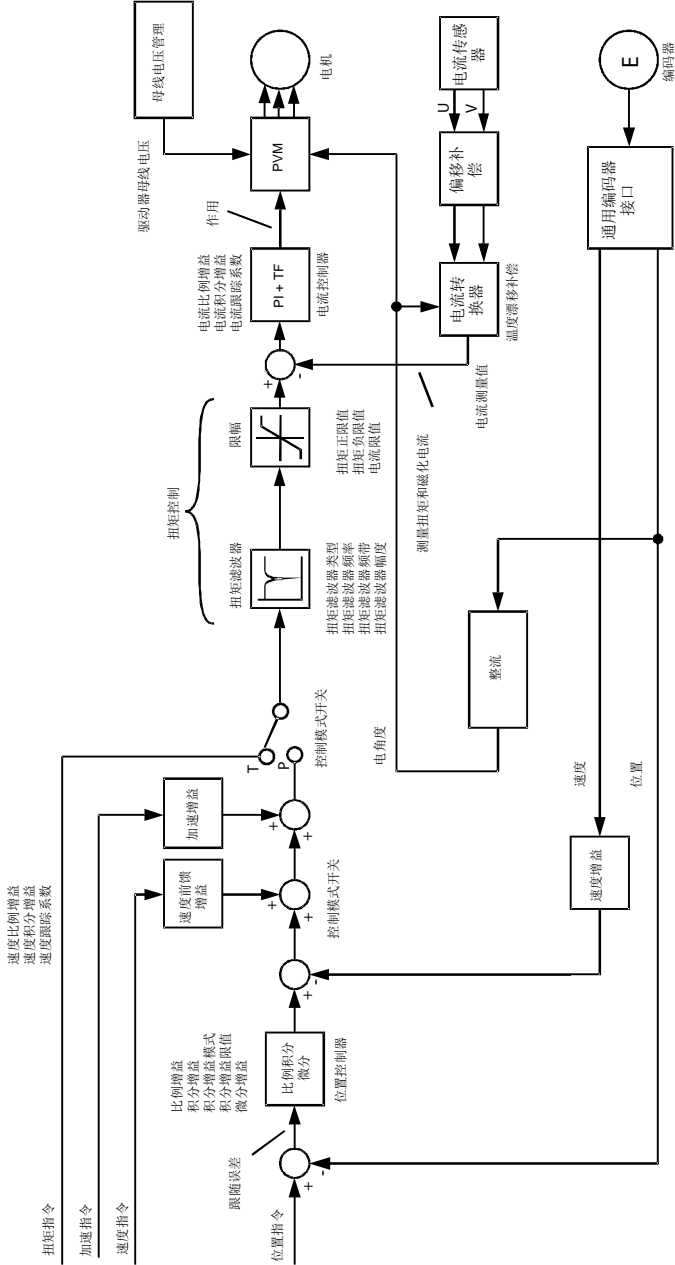 扭矩指令
加速指令
速度指令
速度比例增益
速度积分增益
速度跟踪系数
位置指令
+
-
跟随误差
比例增益
积分增益
积分增益模式
积分增益限值
微分增益
比例积分
微分
位置控制器
+
-
速度前馈
增益
+
+
控制模式开关
加速增益
+
+
T
P
控制模式开关
扭矩控制
扭矩滤波器
扭矩滤波器类型
扭矩滤波器频率
扭矩滤波器频带
扭矩滤波器幅度
限幅
扭矩正限值
扭矩负限值
电流限值
+
-
电流比例增益
电流积分增益
电流跟踪系数
PI + TF
电流控制器
作用
驱动器母线电压
母线电压管理
PVM
电机
电流传感
器
U
V
偏移补
偿
电流转
换器
温度漂移补偿
电流测量值
测量扭矩和磁化电流
整流
电角度
E
编码器
通用编码器
接口
速度
位置
速度增益